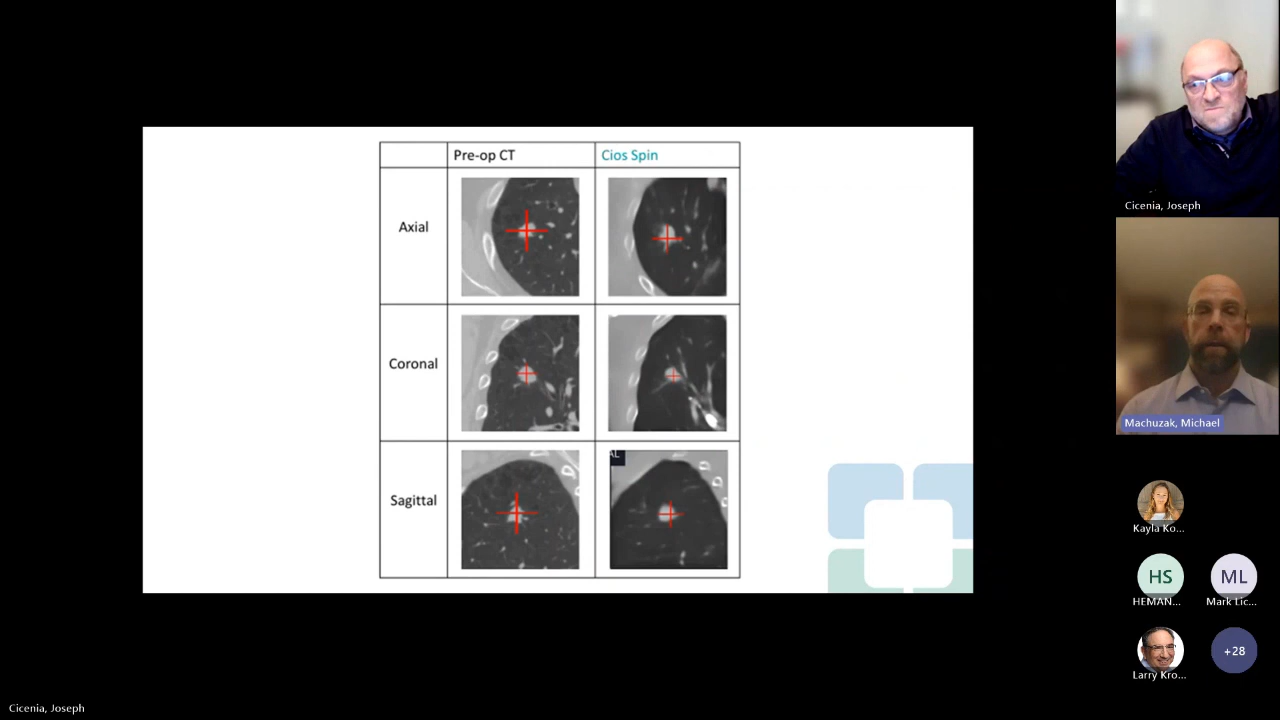 Pre-op CT
Cios Spin
Axial
Coronal
Sagittal
AL
Cicenia, Joseph
Machuzak, Michael
Kayla Ko...
HS
HEMAN...
ML
Mark Lic...
Larry Kro...
+28
Cicenia, Joseph